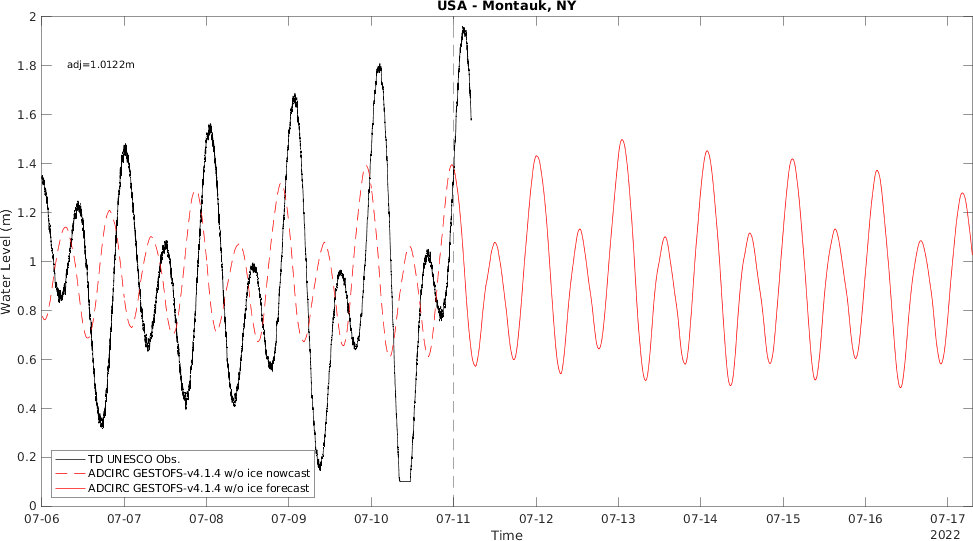 USA - Montauk, NY
adj=1.0122m
Water Level (m)
2
1.8
1.6
1.4
1.2
1
0.8
0.6
0.4
0.2
0
TD UNESCO Obs.
ADCIRC GESTOFS-v4.1.4 w/o ice nowcast
ADCIRC GESTOFS-v4.1.4 w/o ice forecast
07-06 07-07 07-08 07-09 07-10 07-11 07-12 07-13 07-14 07-15 07-16 07-17
2022
Time